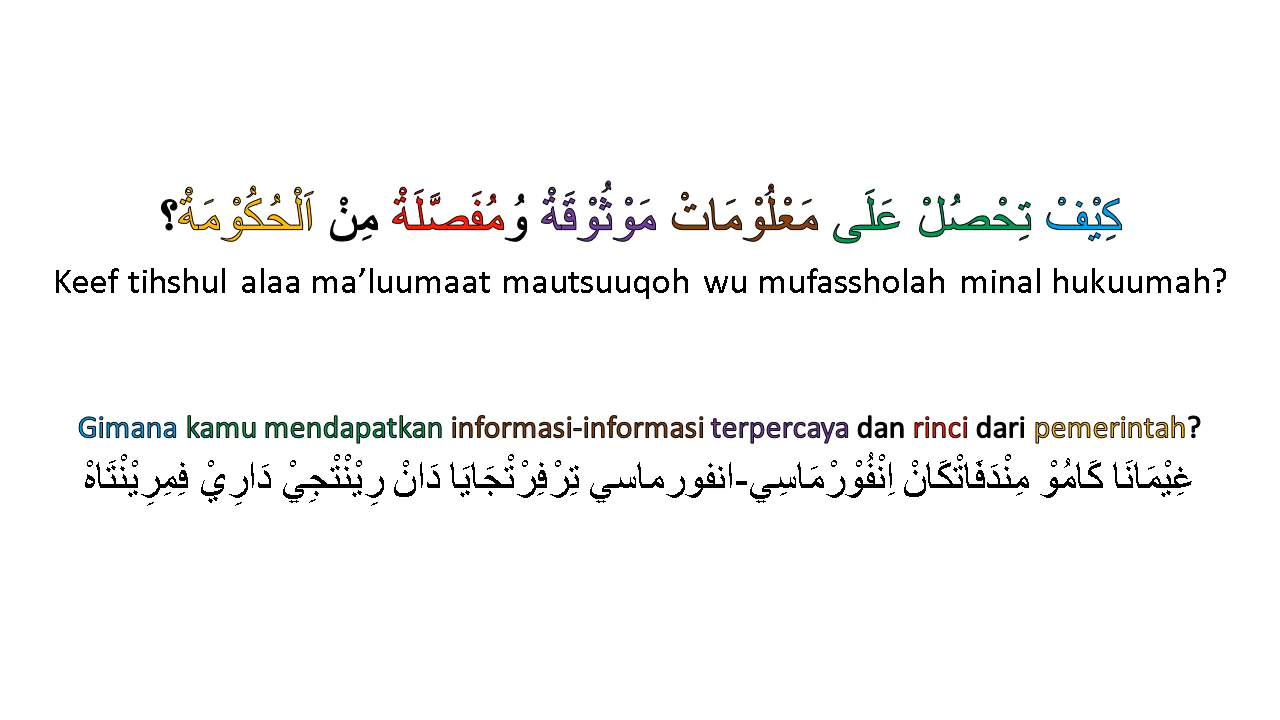 كِيْفْ تِحْصُلْ عَلَى مَعْلُوْمَاتْ مَوْثُوْقَةْ وُمُفَصَّلَةْ مِنْ اَلْحُكُوْمَةْ؟
Keef tihshul alaa ma’luumaat mautsuuqoh wu mufassholah minal hukuumah?
Gimana kamu mendapatkan informasi-informasi terpercaya dan rinci dari pemerintah?
غِيْمَانَا كَامُوْ مِنْدَفَاتْكَانْ اِنْفُوْرْمَاسِي-انفورماسي تِرْفِرْتْجَايَا دَانْ رِيْنْتْجِيْ دَارِيْ فِمِرِيْنْتَاهْ